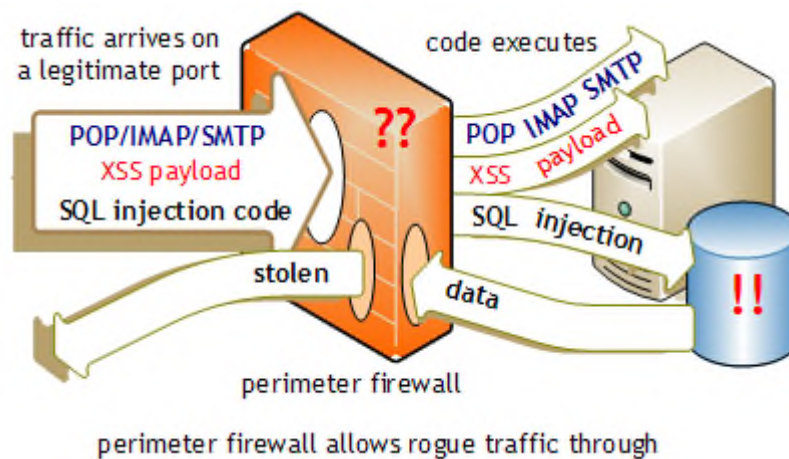 traffic arrives on
a legitimate port
code executes
POP/IMAP/SMTP
XSS payload
SQL injection code
??
POP IMAP SMTP
XSS payload
SQL injection
stolen
data
!!
perimeter firewall
perimeter firewall allows rogue traffic through